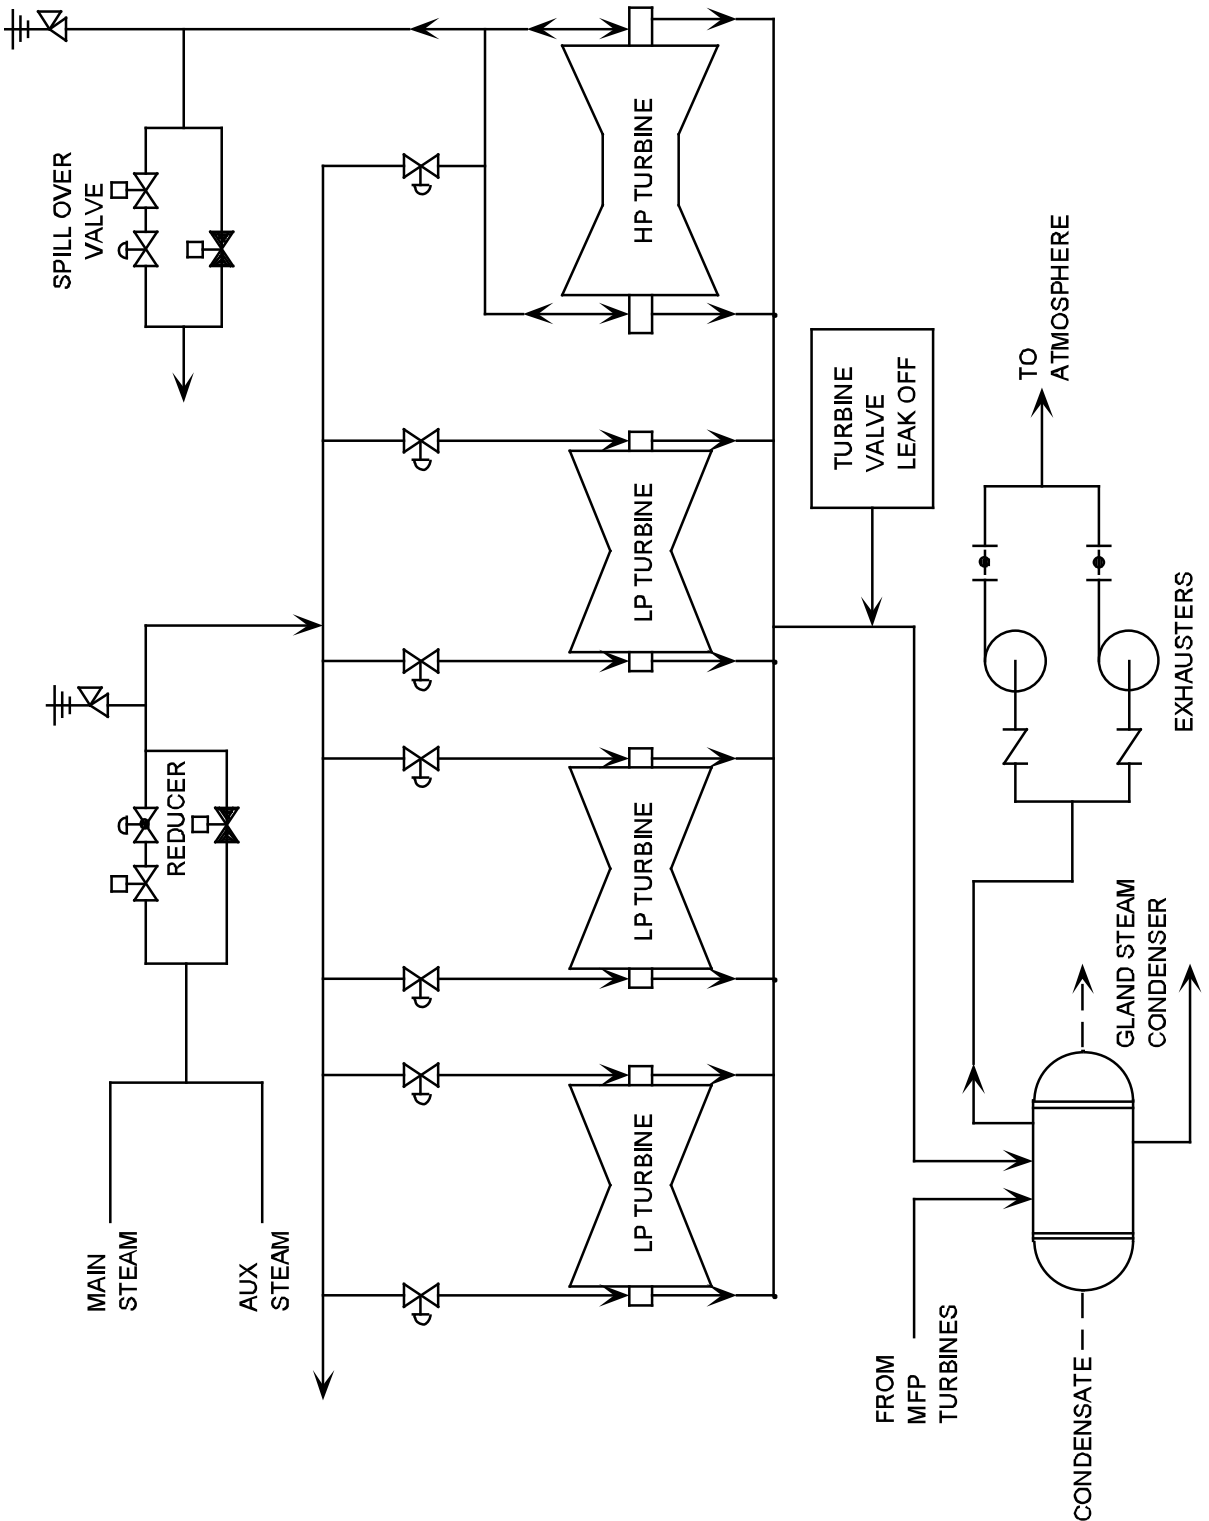 MAIN
STEAM
AUX
STEAM
REDUCER
SPILL OVER
VALVE
LP TURBINE
LP TURBINE
LP TURBINE
HP TURBINE
TURBINE
VALVE
LEAK OFF
FROM
MFP
TURBINES
CONDENSATE
GLAND STEAM
CONDENSER
EXHAUSTERS
TO
ATMOSPHERE